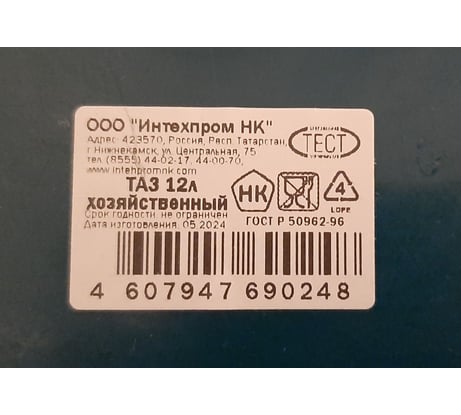 ООО "Интехпром НК"
Адрес: 423570, Россия, Респ. Татарстан,
г.Нижнекамск, ул. Центральная, 75
тел. (8555) 44-02-17, 44-00-70,
www.intehpromnk.com
ТЕСТ
ТАЗ 12л
хозяйственный
Срок годности: не ограничен
Дата изготовления: 05.2024
НК
4
LDPE
ГОСТ Р 50962-96
4 607947 690248